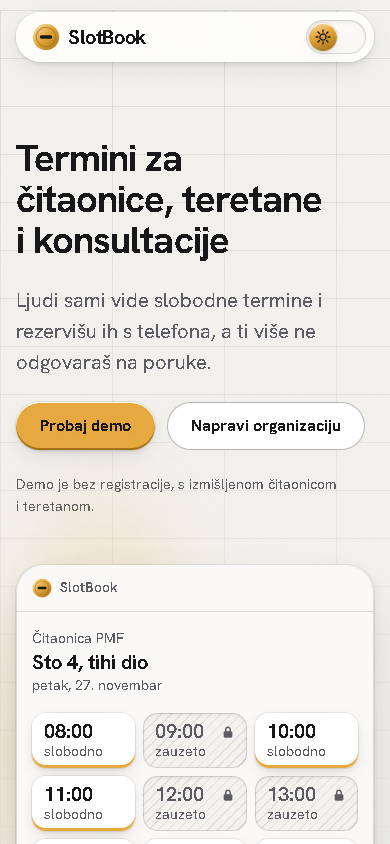 SlotBook
Termini za
čitaonice, teretane
i konsultacije
Ljudi sami vide slobodne termine i
rezervišu ih s telefona, a ti više ne
odgovaraš na poruke.
Probaj demo
Napravi organizaciju
Demo je bez registracije, s izmišljenom čitaonicom
i teretanom.
SlotBook
Čitaonica PMF
Sto 4, tihi dio
petak, 27. novembar
08:00 09:00 10:00
slobodno zauzeto slobodno
11:00 12:00 13:00
slobodno zauzeto zauzeto